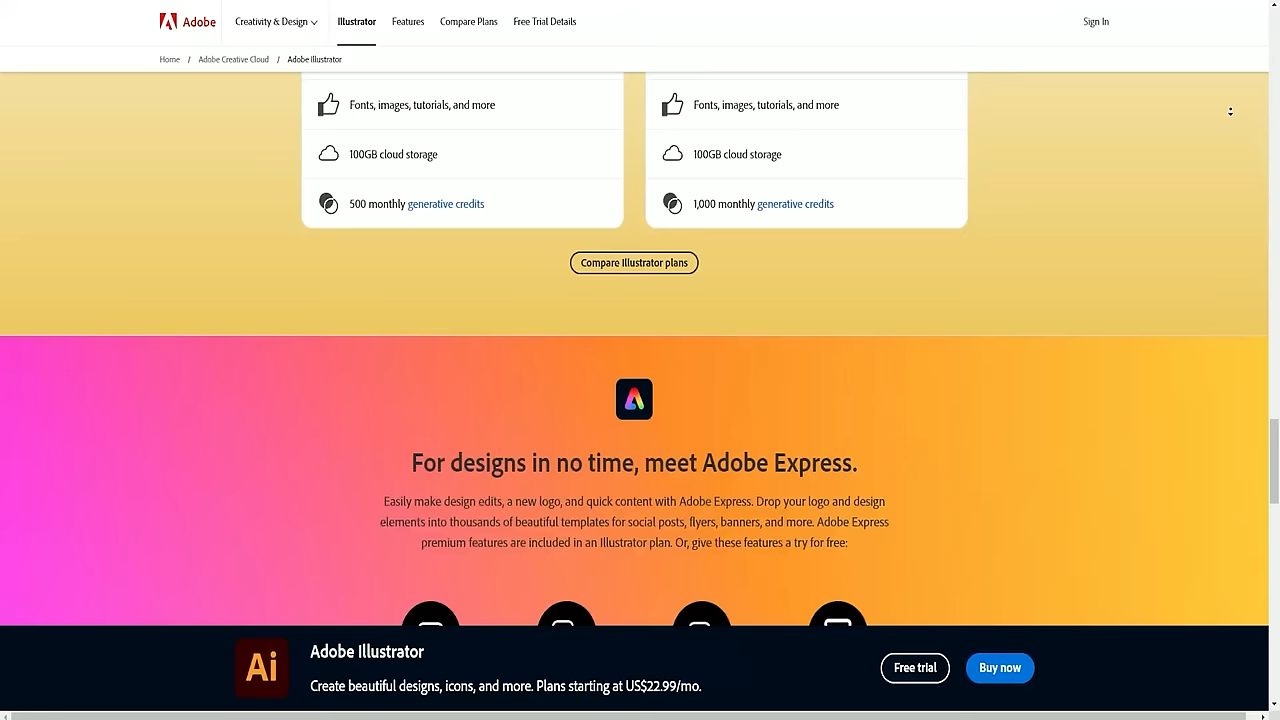 Adobe
Creativity & Design
Illustrator
Features
Compare Plans
Free Trial Details
Sign In
Home / Adobe Creative Cloud / Adobe Illustrator
Fonts, images, tutorials, and more
100GB cloud storage
500 monthly generative credits
Fonts, images, tutorials, and more
100GB cloud storage
1,000 monthly generative credits
Compare Illustrator plans
For designs in no time, meet Adobe Express.
Easily make design edits, a new logo, and quick content with Adobe Express. Drop your logo and design
elements into thousands of beautiful templates for social posts, flyers, banners, and more. Adobe Express
premium features are included in an Illustrator plan. Or, give these features a try for free:
Ai
Adobe Illustrator
Create beautiful designs, icons, and more. Plans starting at US$22.99/mo.
Free trial
Buy now